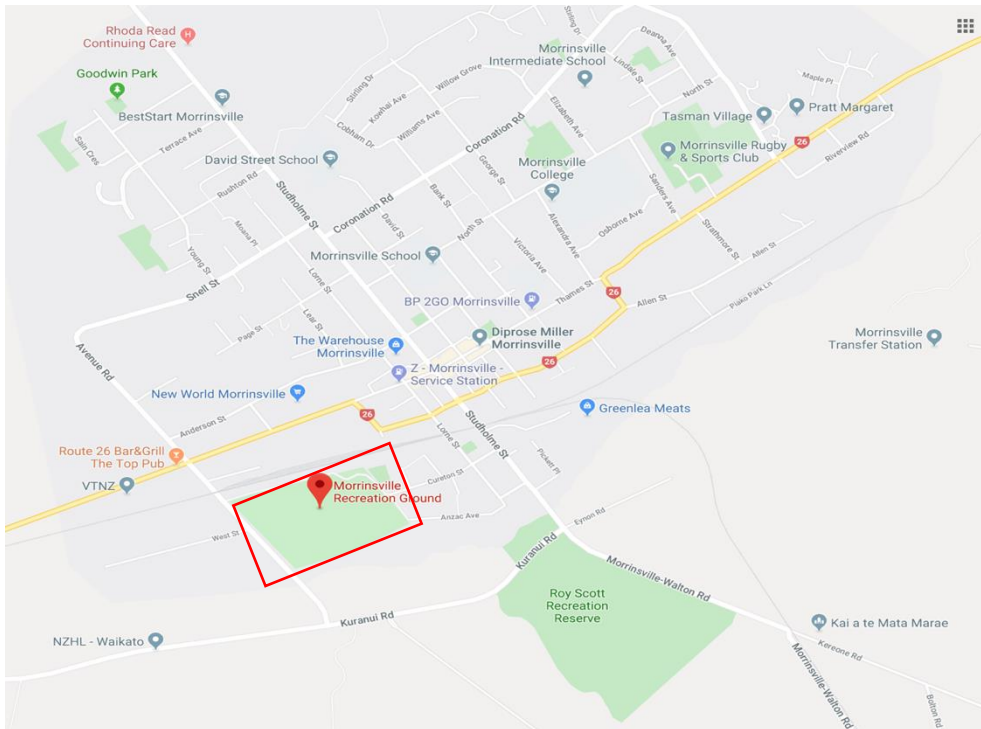 Rhoda Read
Continuing Care
Goodwin Park
BestStart Morrinsville
Sain Cres
Terrace Ave
David Street School
Rushton Rd
Moana Pl
Young St
Snell St
Studholme St
Coronation Rd
Stirling Dr
Kowhai Ave
Willow Grove
Williams Ave
Cobham Dr
Coronation Rd
Stirling Dr
Morrinsville
Intermediate School
Dearna Ave
Lindale St
North St
Maple Pl
Elizabeth Ave
Tasman Village
Pratt Margaret
26
Riverview Rd
Morrinsville Rugby
& Sports Club
Morrinsville
College
George St
Bank St
David St
North St
Victoria Ave
Alexandra Ave
Osborne Ave
Sanders Ave
Strathmore St
Allen St
Morrinsville School
Lorne St
Lear St
Page St
BP 2GO Morrinsville
Thames St
26
Allen St
Piako Park Ln
The Warehouse
Morrinsville
Diprose Miller
Morrinsville
Morrinsville
Transfer Station
Avenue Rd
Z - Morrinsville -
Service Station
26
New World Morrinsville
Anderson St
26
Greenlea Meats
Studholme St
Lorne St
Pickett Pl
Route 26 Bar&Grill
The Top Pub
VTNZ
Cureton St
Morrinsville
Recreation Ground
Anzac Ave
West St
Eynon Rd
Kuranui Rd
Morrinsville-Walton Rd
Roy Scott
Recreation
Reserve
Kuranui Rd
NZHL - Waikato
Kai a te Mata Marae
Kereone Rd
Morrinsville-Walton Rd
Bolton Rd